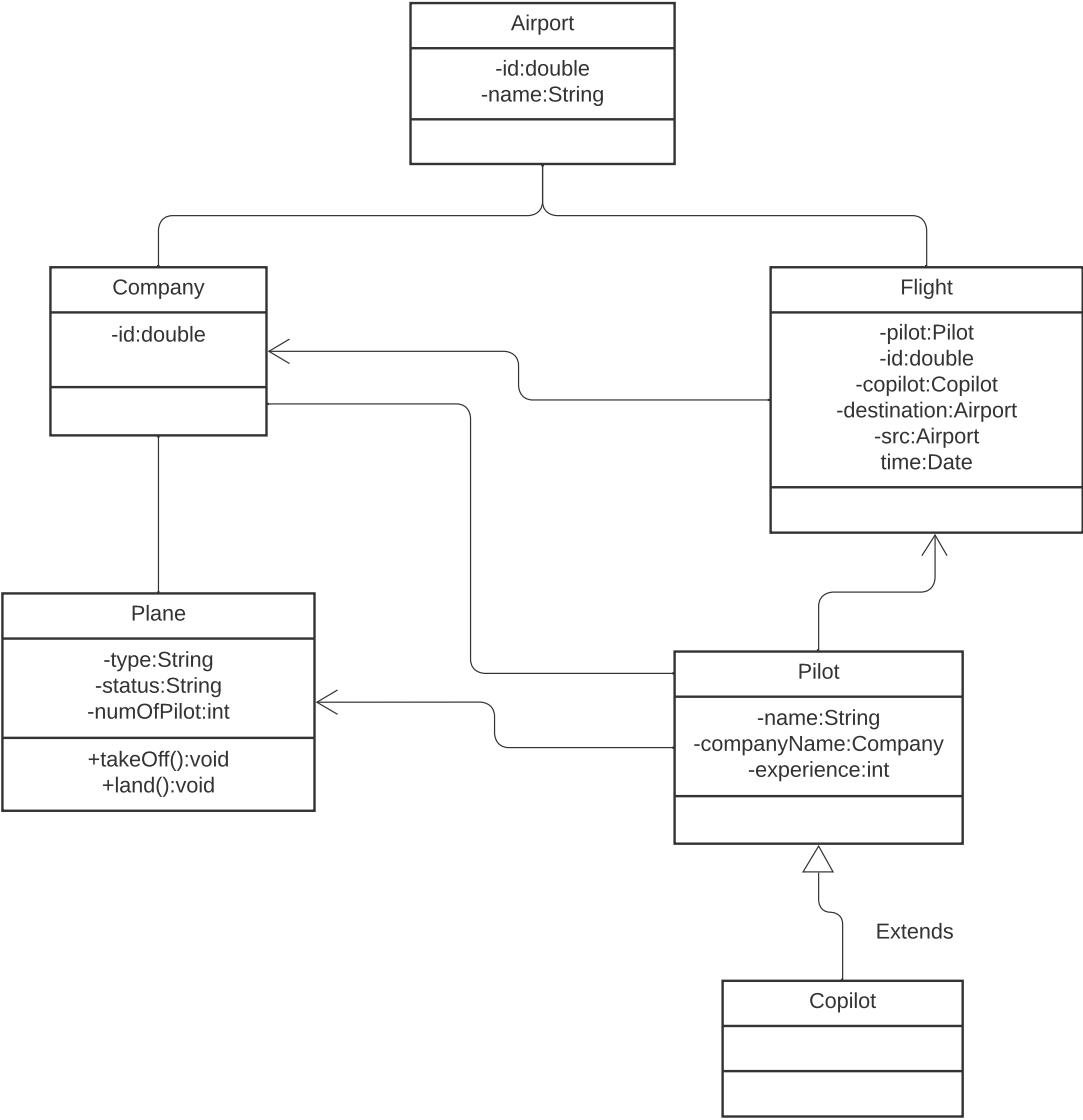 Airport
-id:double
-name:String
Company
-id:double
Flight
-pilot:Pilot
-id:double
-copilot:Copilot
-destination:Airport
-src:Airport
time:Date
Plane
-type:String
-status:String
-numOfPilot:int
+takeOff():void
+land():void
Pilot
-name:String
-companyName:Company
-experience:int
Extends
Copilot